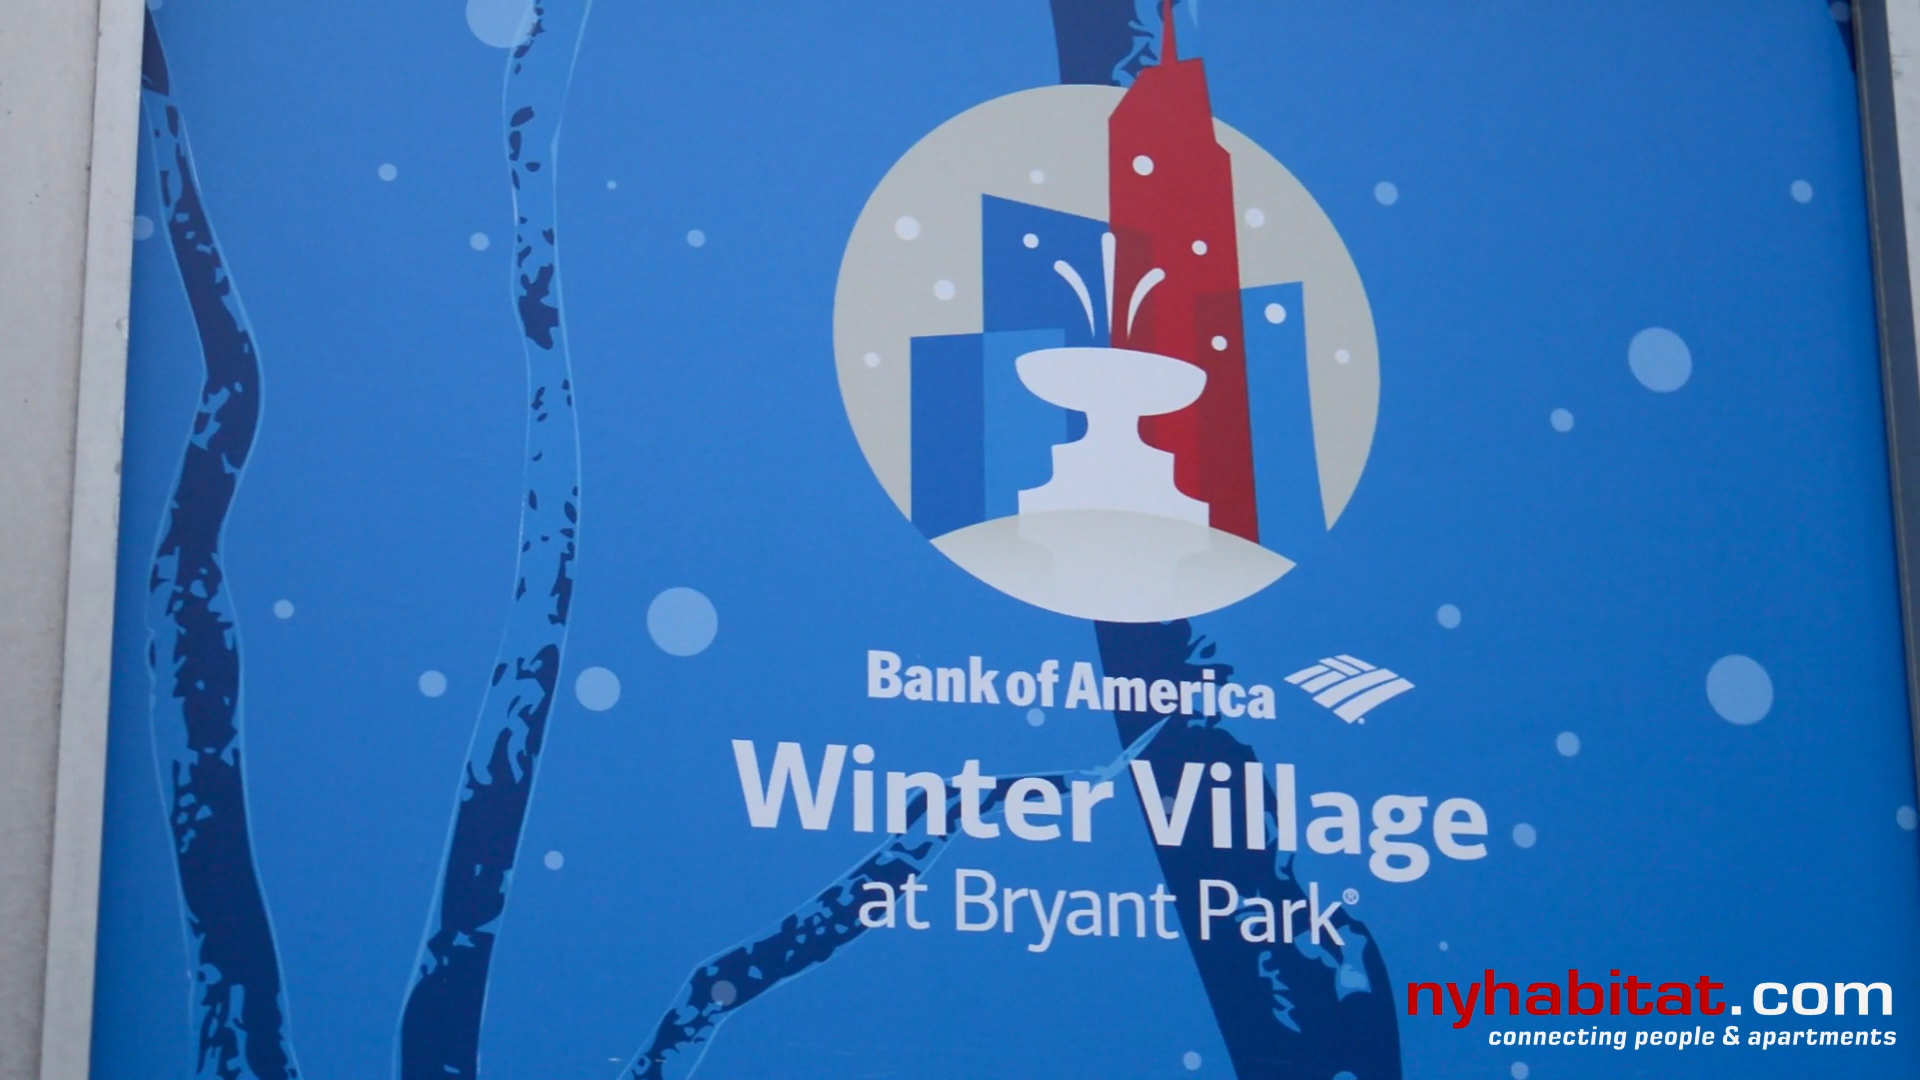 Bank of America
Winter Village
at Bryant Park®
nyhabitat.com
connecting people & apartments